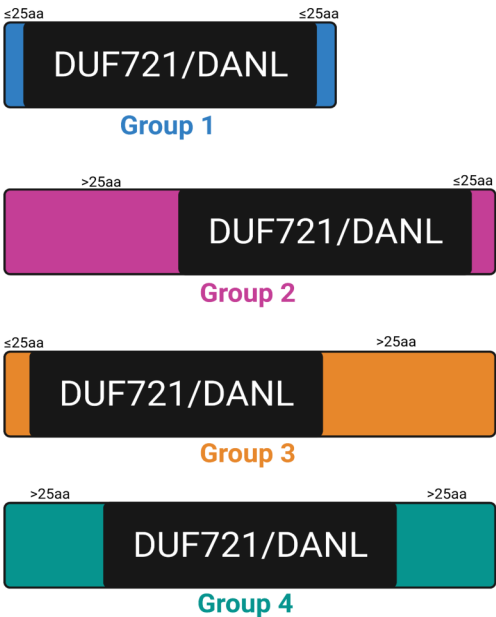 ≤25aa ≤25aa
DUF721/DANL
Group 1
>25aa ≤25aa
DUF721/DANL
Group 2
≤25aa >25aa
DUF721/DANL
Group 3
>25aa >25aa
DUF721/DANL
Group 4